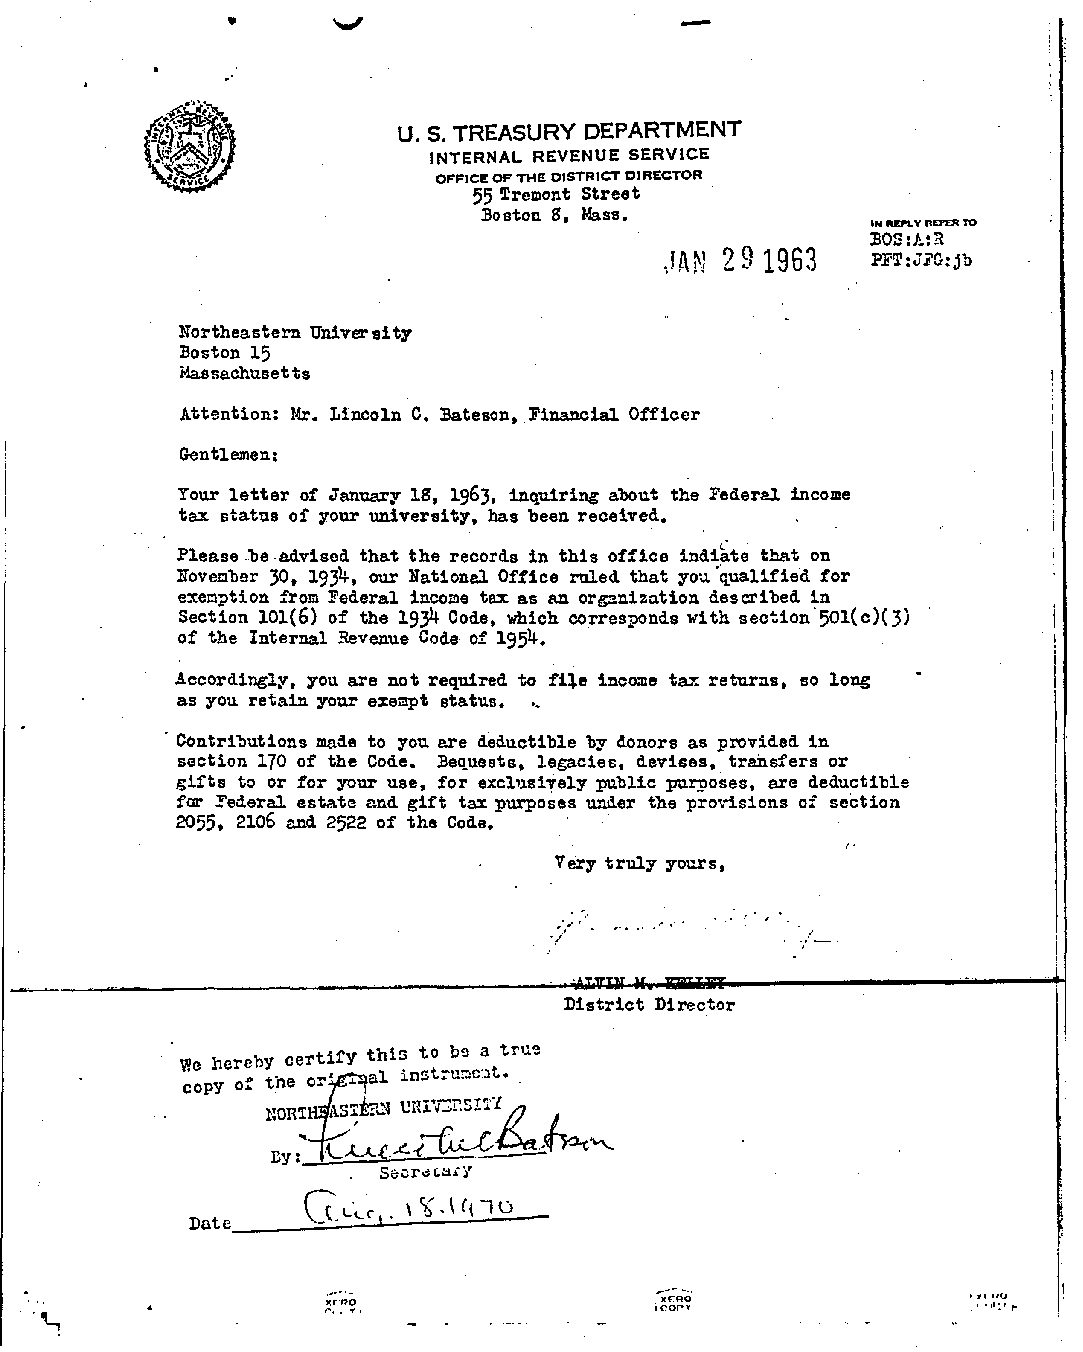 U. S. TREASURY DEPARTMENT
INTERNAL REVENUE SERVICE
OFFICE OF THE DISTRICT DIRECTOR
55 Tremont Street
Boston 8, Mass.
IN REPLY REFER TO
BOS:A:R
PFT:JFG:jb
JAN 29 1963
Northeastern University
Boston 15
Massachusetts
Attention: Mr. Lincoln C. Bateson, Financial Officer
Gentlemen:
Your letter of January 18, 1963, inquiring about the Federal income
tax status of your university, has been received.
Please be advised that the records in this office indiate that on
c
November 30, 1934, our National Office ruled that you qualified for
exemption from Federal income tax as an organization described in
Section 101(6) of the 1934 Code, which corresponds with section 501(c)(3)
of the Internal Revenue Code of 1954.
Accordingly, you are not required to file income tax returns, so long
as you retain your exempt status.
Contributions made to you are deductible by donors as provided in
section 170 of the Code. Bequests, legacies, devises, transfers or
gifts to or for your use, for exclusively public purposes, are deductible
for Federal estate and gift tax purposes under the provisions of section
2055, 2106 and 2522 of the Code.
Very truly yours,
ALVIN M. KELLEY
District Director
We hereby certify this to be a true
copy of the original instrument.
NORTHEASTERN UNIVERSITY
By: Bateson
Secretary
Date Aug. 18. 1970
XERO
XERO
COPY